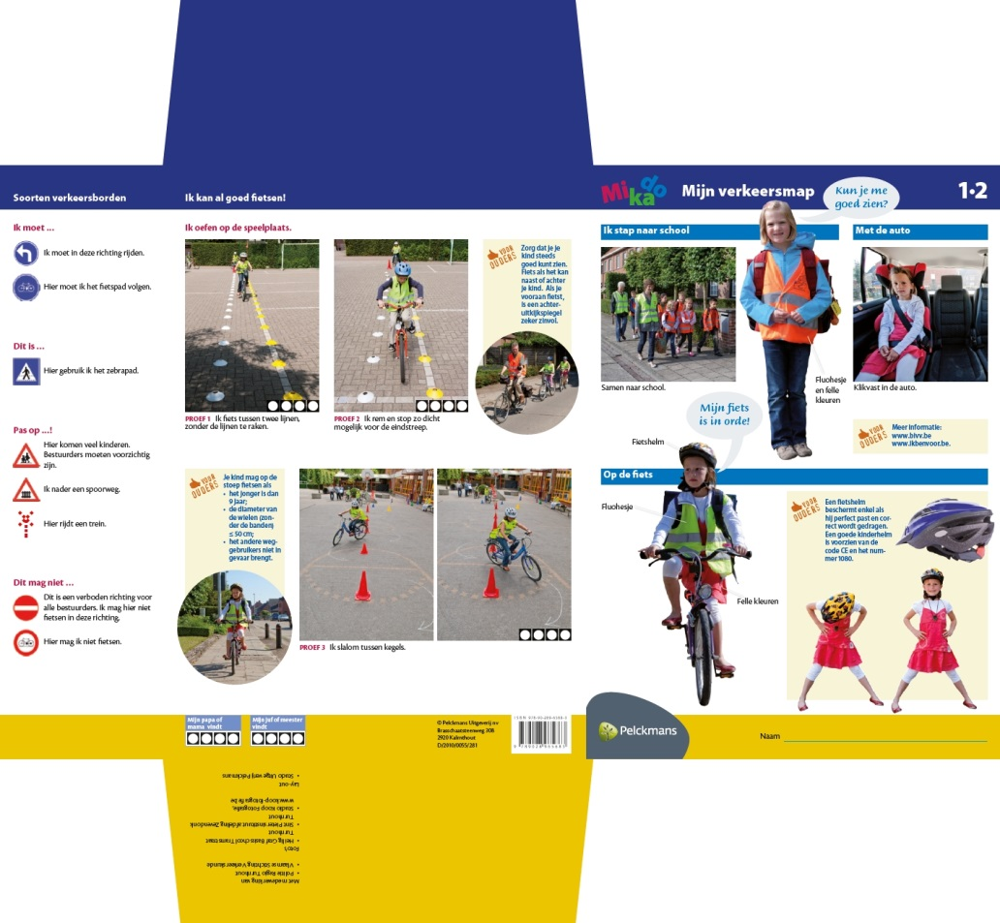 Soorten verkeersborden
Ik moet ...
Ik moet in deze richting rijden.
Hier moet ik het fietspad volgen.
Dit is ...
Hier gebruik ik het zebrapad.
Pas op ...!
Hier komen veel kinderen.
Bestuurders moeten voorzichtig
zijn.
Ik nader een spoorweg.
Hier rijdt een trein.
Dit mag niet ...
Dit is een verboden richting voor
alle bestuurders. Ik mag hier niet
fietsen in deze richting.
Hier mag ik niet fietsen.
Ik kan al goed fietsen!
Ik oefen op de speelplaats.
PROEF 1 Ik fiets tussen twee lijnen,
zonder de lijnen te raken.
PROEF 2 Ik rem en stop zo dicht
mogelijk voor de eindstreep.
VOOR
OUDERS
Zorg dat je je
kind steeds
goed kunt zien.
Fiets als het kan
naast of achter
je kind. Als je
vooraan fietst,
is een achter-
uitkijkspiegel
zeker zinvol.
VOOR
OUDERS
Je kind mag op de
stoep fietsen als
• het jonger is dan
9 jaar;
• de diameter van
de wielen (zon-
der de banden)
≤ 50 cm;
• het andere weg-
gebruikers niet in
gevaar brengt.
PROEF 3 Ik slalom tussen kegels.
Mijn papa of
mama vindt
Mijn juf of meester
vindt
© Pelckmans Uitgeverij nv
Brasschaatsteenweg 308
2920 Kalmthout
D/2010/0055/281
Met medewerking van
• Politie Regio Turnhout
• Vlaamse Stichting Verkeerskunde
Foto's
• Heilig Graf Basisschool Triamstraat
Turnhout
• Sint Pieter Instituut afdeling Zevendonk
Turnhout
• Studio Koop Fotografie,
www.koop-fotografie.be
Lay-out
• Studio Uitgeverij Pelckmans
Mikado
Mijn verkeersmap
Kun je me
goed zien?
1•2
Ik stap naar school
Samen naar school.
Fluohesje
en felle
kleuren
Met de auto
Klikvast in de auto.
VOOR
OUDERS
Meer informatie:
www.bivv.be
www.ikbenvoor.be.
Mijn fiets
is in orde!
Fietshelm
Op de fiets
Fluohesje
Felle kleuren
VOOR
OUDERS
Een fietshelm
beschermt enkel als
hij perfect past en cor-
rect wordt gedragen.
Een goede kinderhelm
is voorzien van de
code CE en het num-
mer 1080.
Pelckmans
Naam